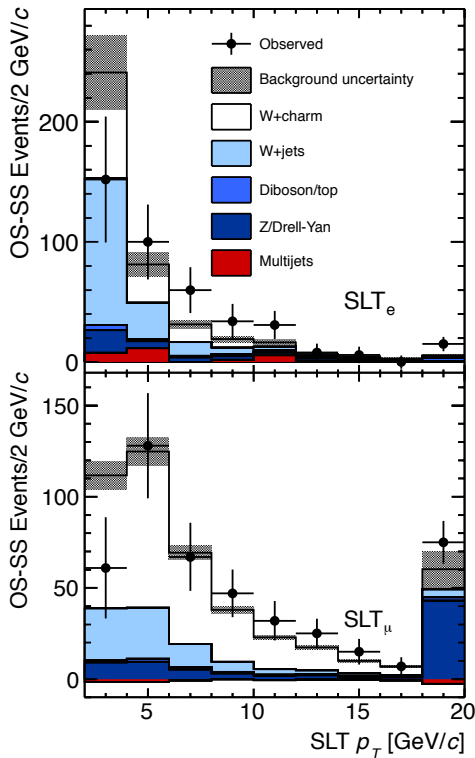 OS-SS Events/2 GeV/c
200
100
0
Observed
Background uncertainty
W+charm
W+jets
Diboson/top
Z/Drell-Yan
Multijets
SLTe
OS-SS Events/2 GeV/c
150
100
50
0
SLTμ
5 10 15 20
SLT pT [GeV/c]